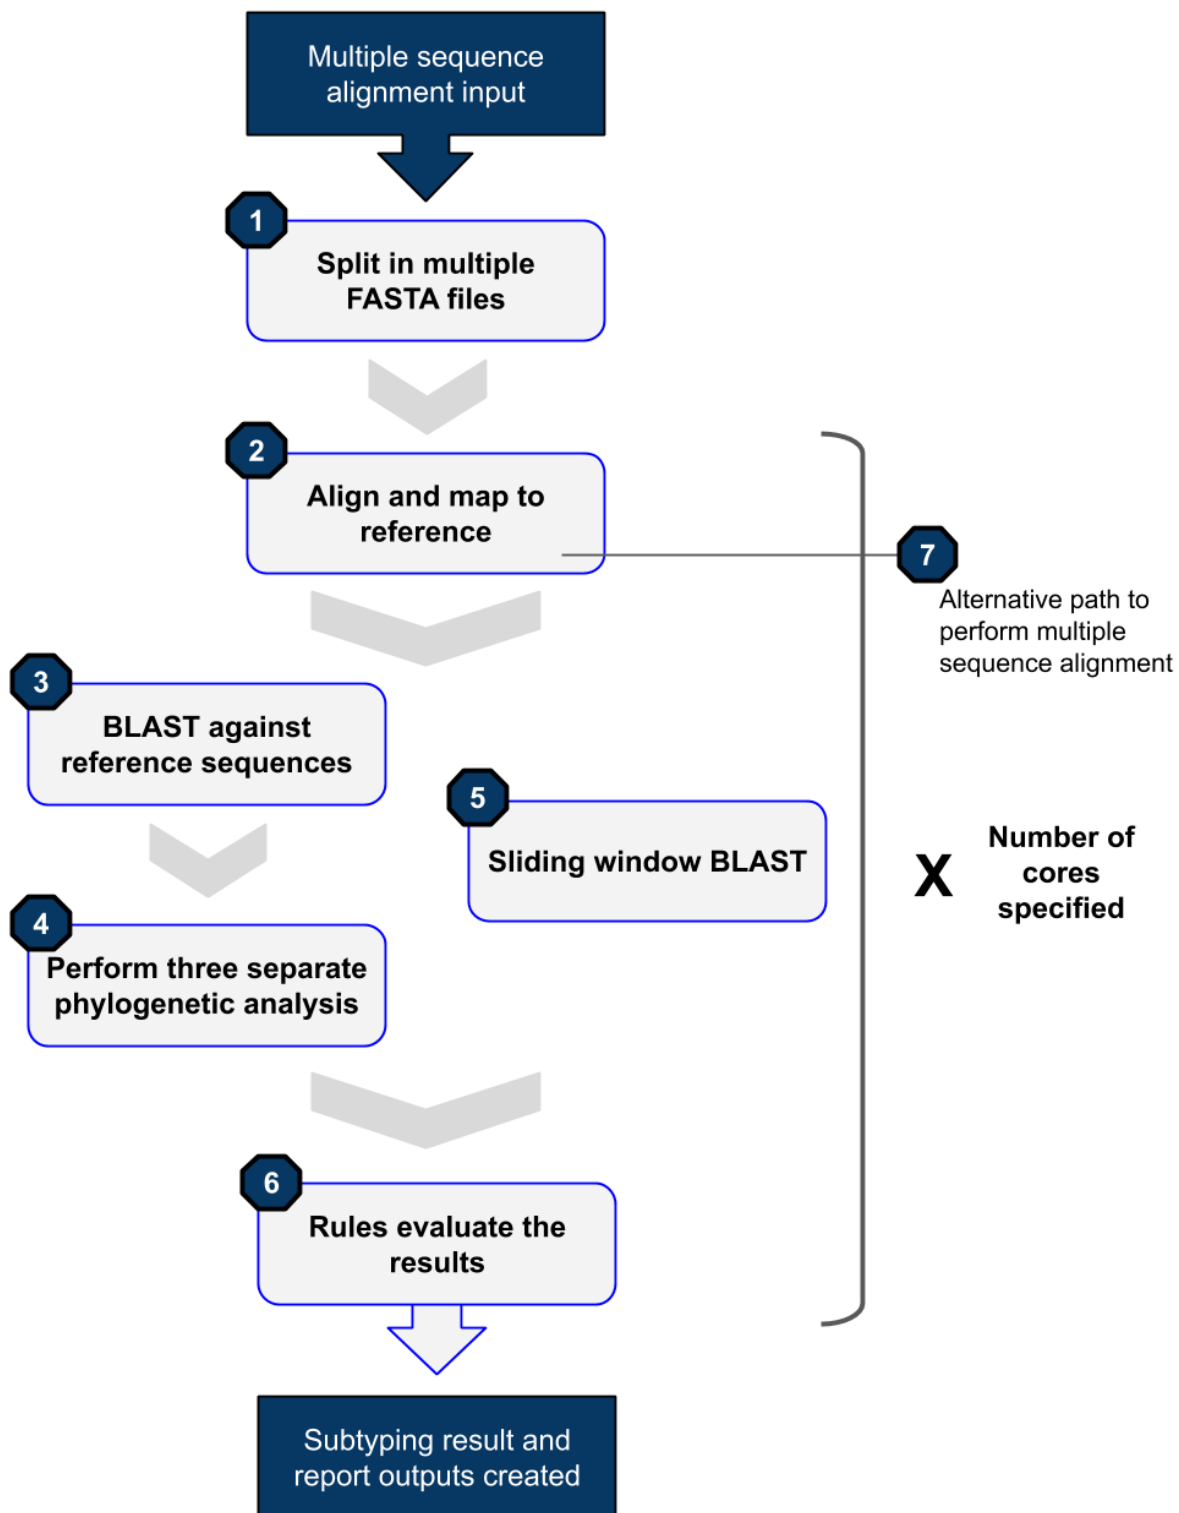 Multiple sequence
alignment input
1
Split in multiple
FASTA files
2
Align and map to
reference
7
Alternative path to
perform multiple
sequence alignment
3
BLAST against
reference sequences
5
Sliding window BLAST
X
Number of
cores
specified
4
Perform three separate
phylogenetic analysis
6
Rules evaluate the
results
Subtyping result and
report outputs created